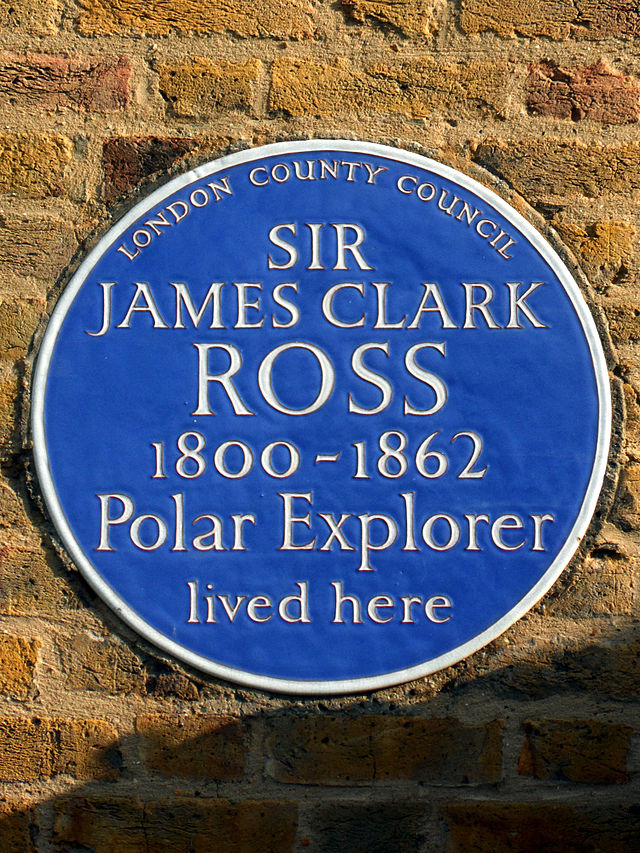 LONDON COUNTY COUNCIL
SIR
JAMES CLARK
ROSS
1800-1862
Polar Explorer
lived here